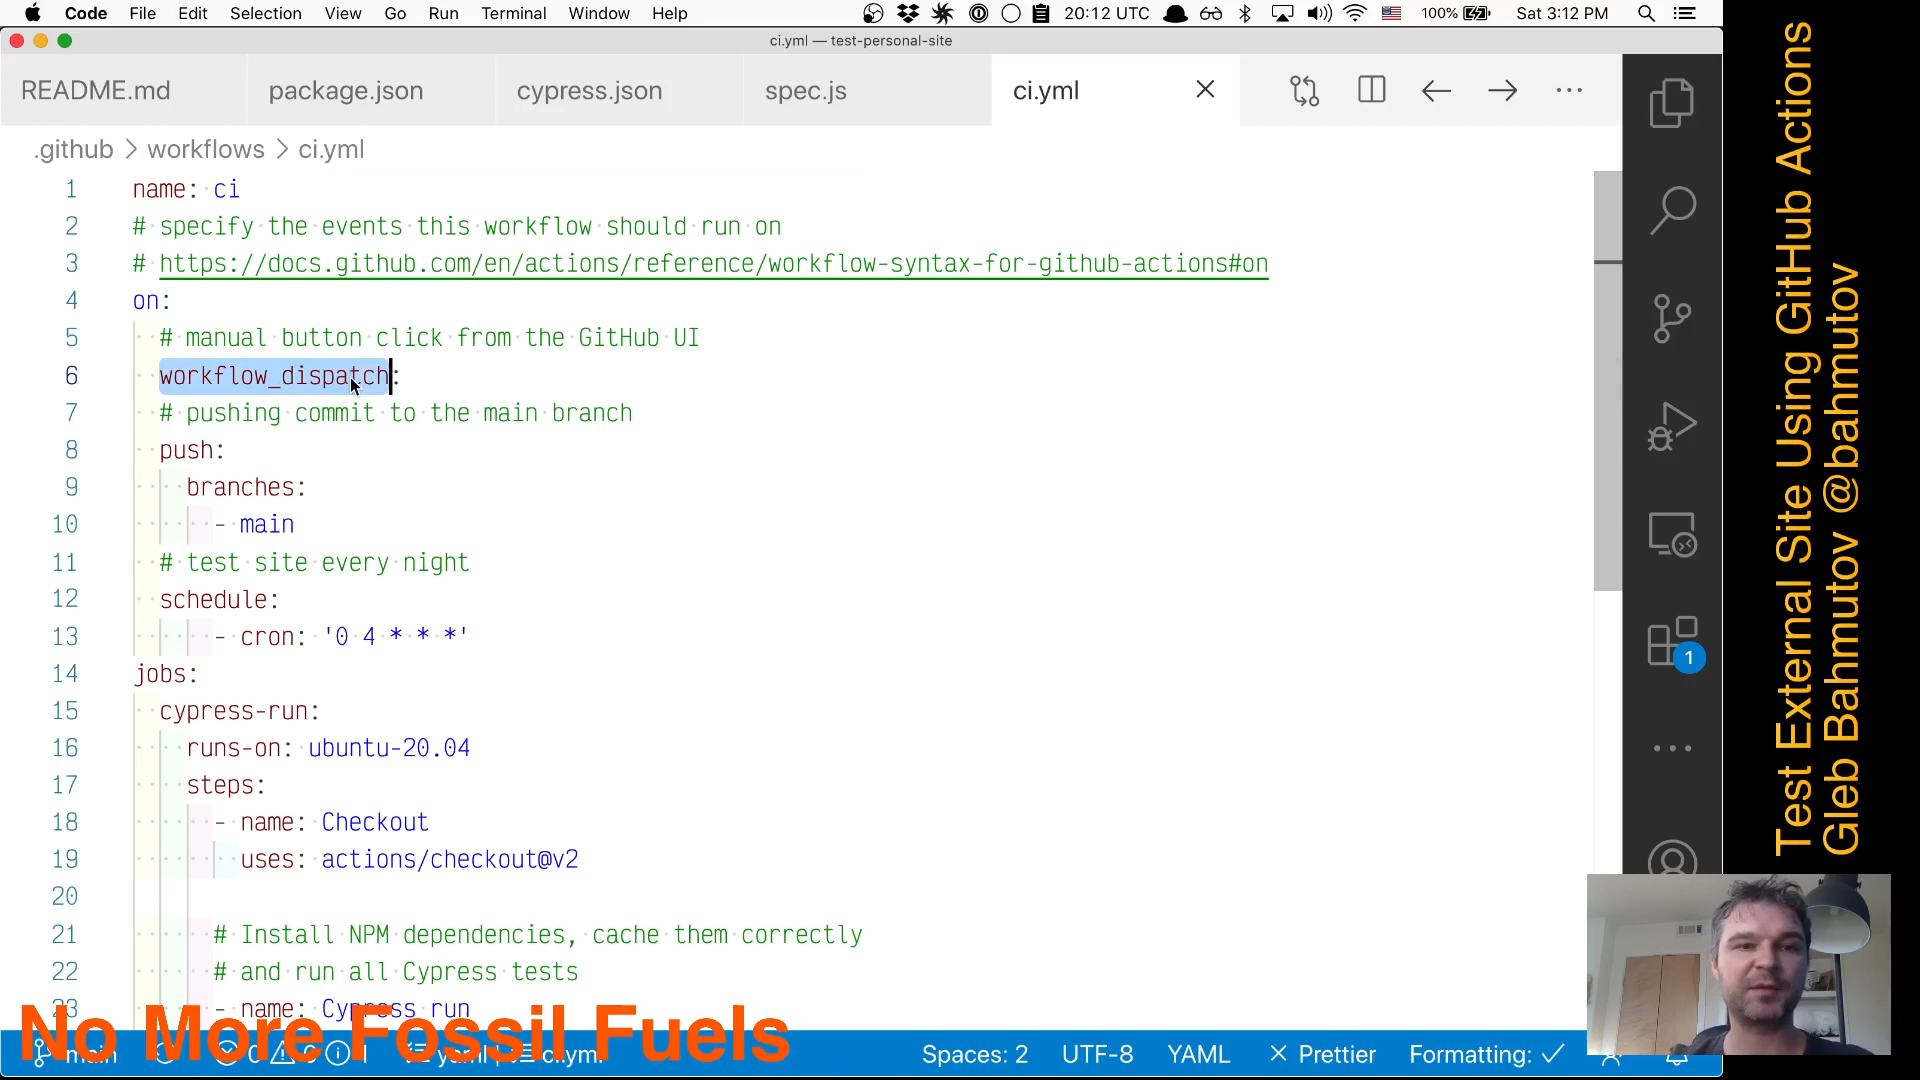 Code File Edit Selection View Go Run Terminal Window Help 20:12 UTC 100% Sat 3:12 PM
ci.yml — test-personal-site
README.md package.json cypress.json spec.js ci.yml
.github > workflows > ci.yml
1 name: ci
2 # specify the events this workflow should run on
3 # https://docs.github.com/en/actions/reference/workflow-syntax-for-github-actions#on
4 on:
5 # manual button click from the GitHub UI
6 workflow_dispatch:
7 # pushing commit to the main branch
8 push:
9 branches:
10 - main
11 # test site every night
12 schedule:
13 - cron: '0 4 * * *'
14 jobs:
15 cypress-run:
16 runs-on: ubuntu-20.04
17 steps:
18 - name: Checkout
19 uses: actions/checkout@v2
20
21 # Install NPM dependencies, cache them correctly
22 # and run all Cypress tests
23 - name: Cypress run
No More Fossil Fuels
main Spaces: 2 UTF-8 YAML × Prettier Formatting: ✓
1
Test External Site Using GitHub Actions
Gleb Bahmutov @bahmutov